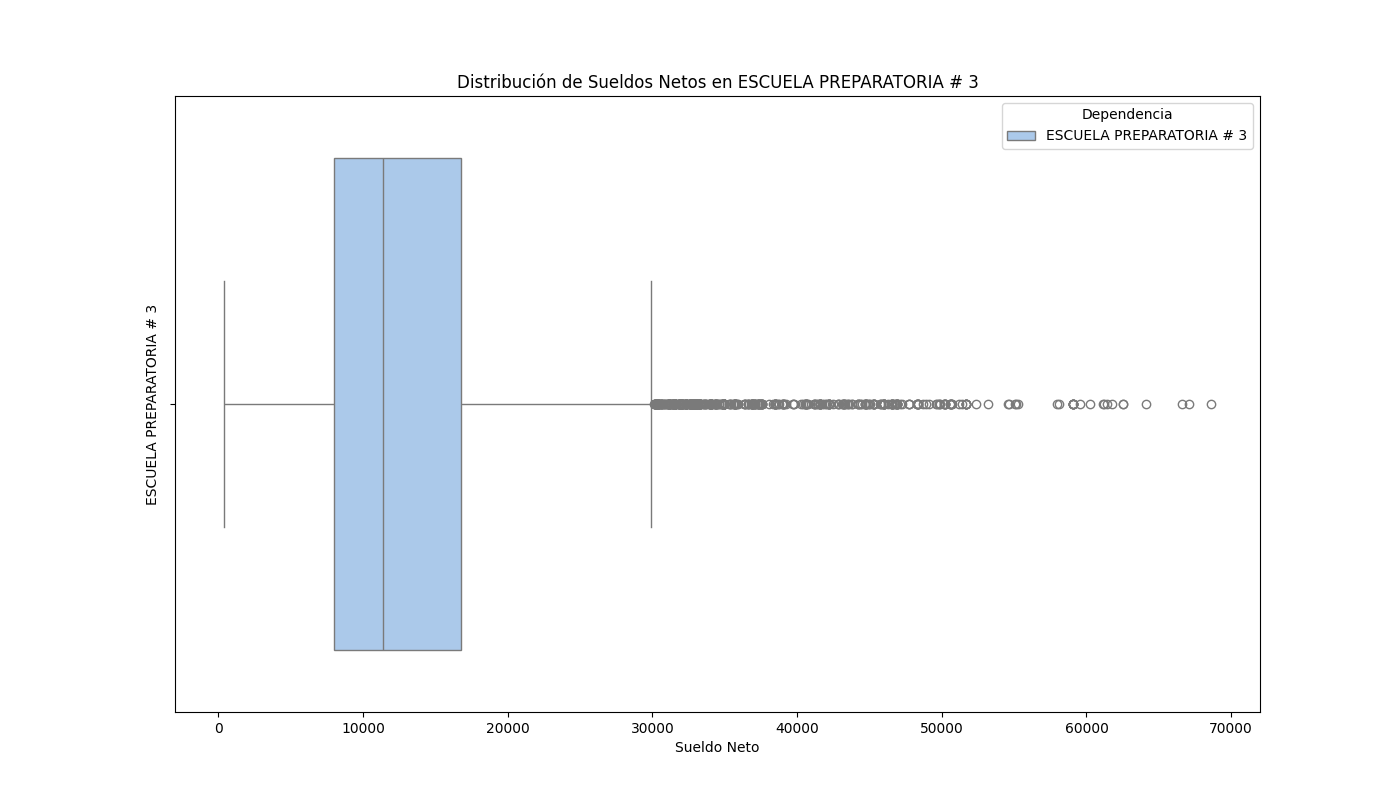 Distribución de Sueldos Netos en ESCUELA PREPARATORIA # 3
Dependencia
ESCUELA PREPARATORIA # 3
ESCUELA PREPARATORIA # 3
0 10000 20000 30000 40000 50000 60000 70000
Sueldo Neto